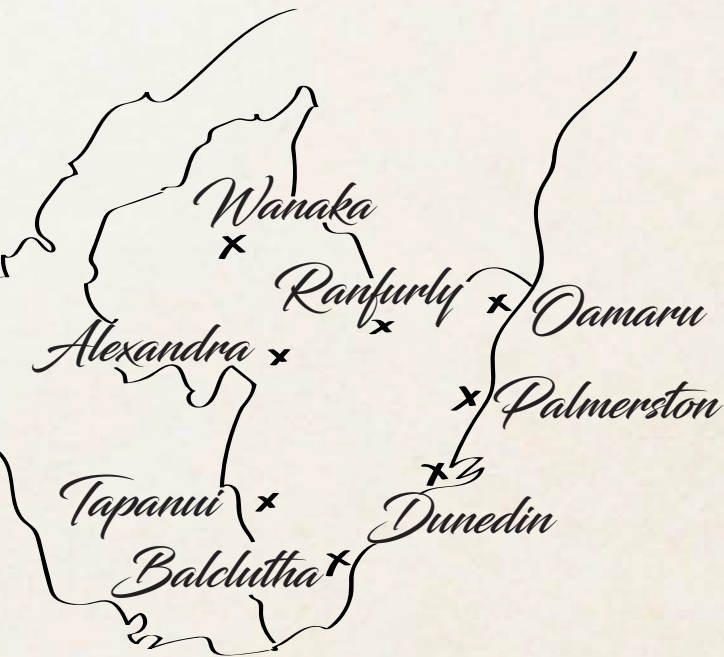 Wanaka
Ranfurly
Oamaru
Alexandra
Palmerston
Tapanui
Dunedin
Balclutha